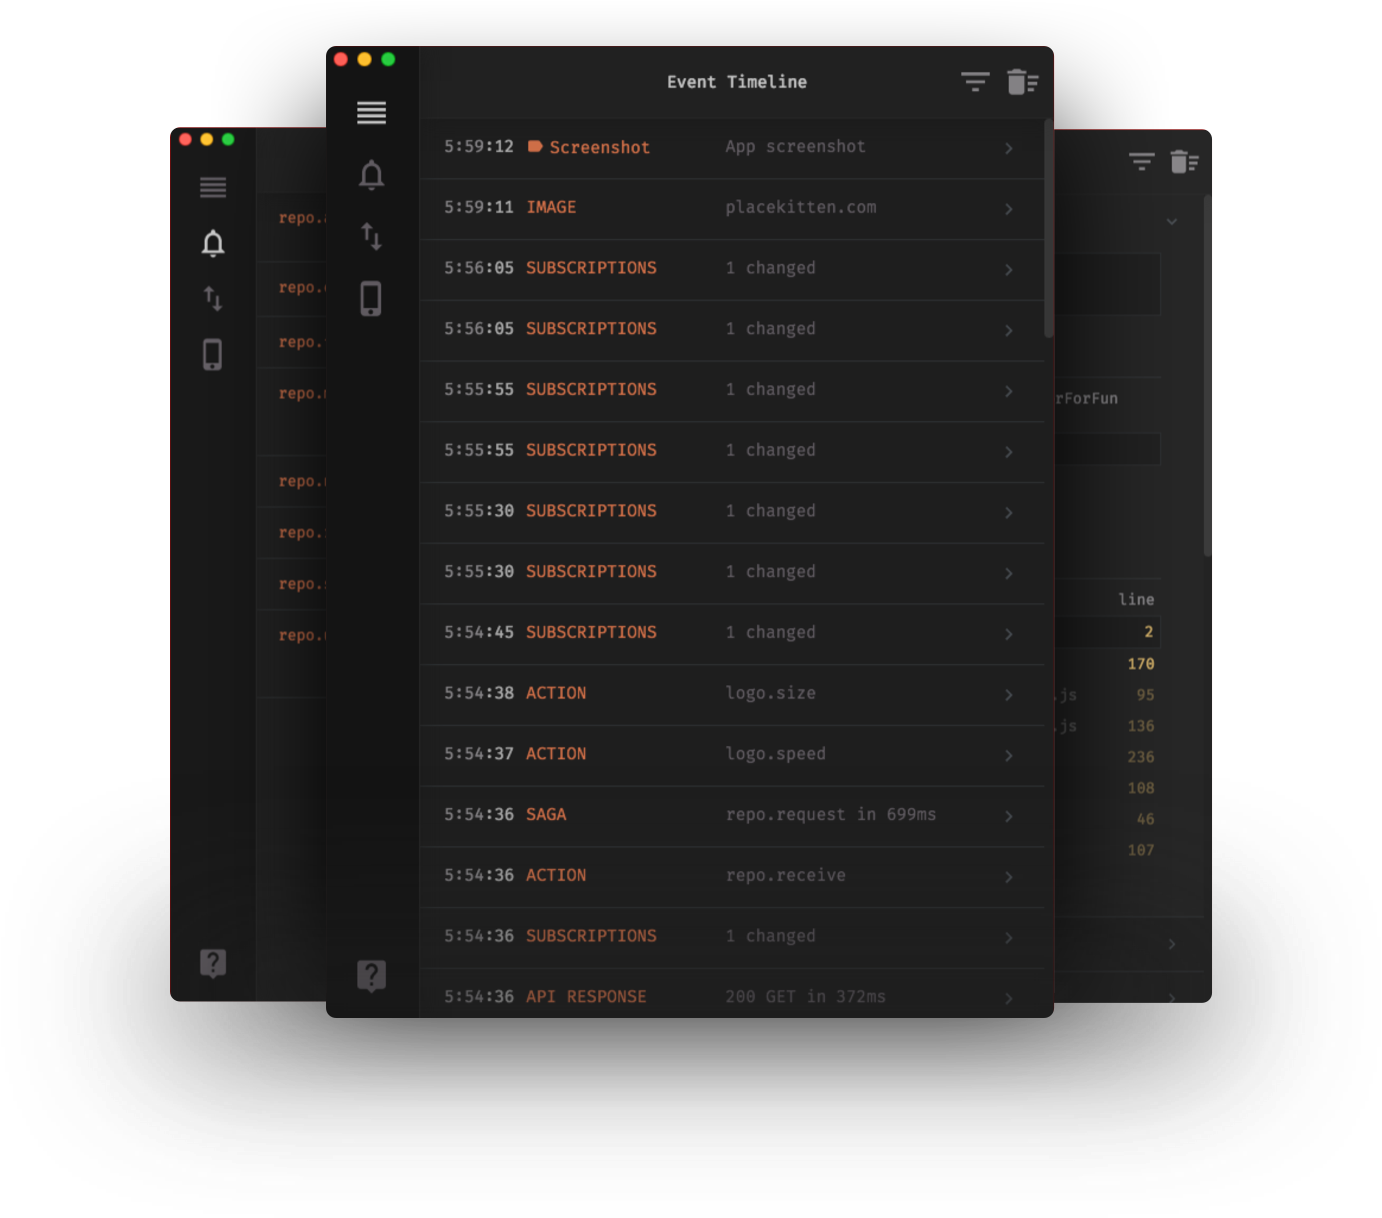 Event Timeline
5:59:12 Screenshot App screenshot
5:59:11 IMAGE placekitten.com
5:56:05 SUBSCRIPTIONS 1 changed
5:56:05 SUBSCRIPTIONS 1 changed
5:55:55 SUBSCRIPTIONS 1 changed
5:55:55 SUBSCRIPTIONS 1 changed
5:55:30 SUBSCRIPTIONS 1 changed
5:55:30 SUBSCRIPTIONS 1 changed
5:54:45 SUBSCRIPTIONS 1 changed
5:54:38 ACTION logo.size
5:54:37 ACTION logo.speed
5:54:36 SAGA repo.request in 699ms
5:54:36 ACTION repo.receive
5:54:36 SUBSCRIPTIONS 1 changed
5:54:36 API RESPONSE 200 GET in 372ms
repo.
repo.
repo.
repo.
repo.
repo.
repo.
repo.
rForFun
line
2
170
.js 95
.js 136
236
108
46
107